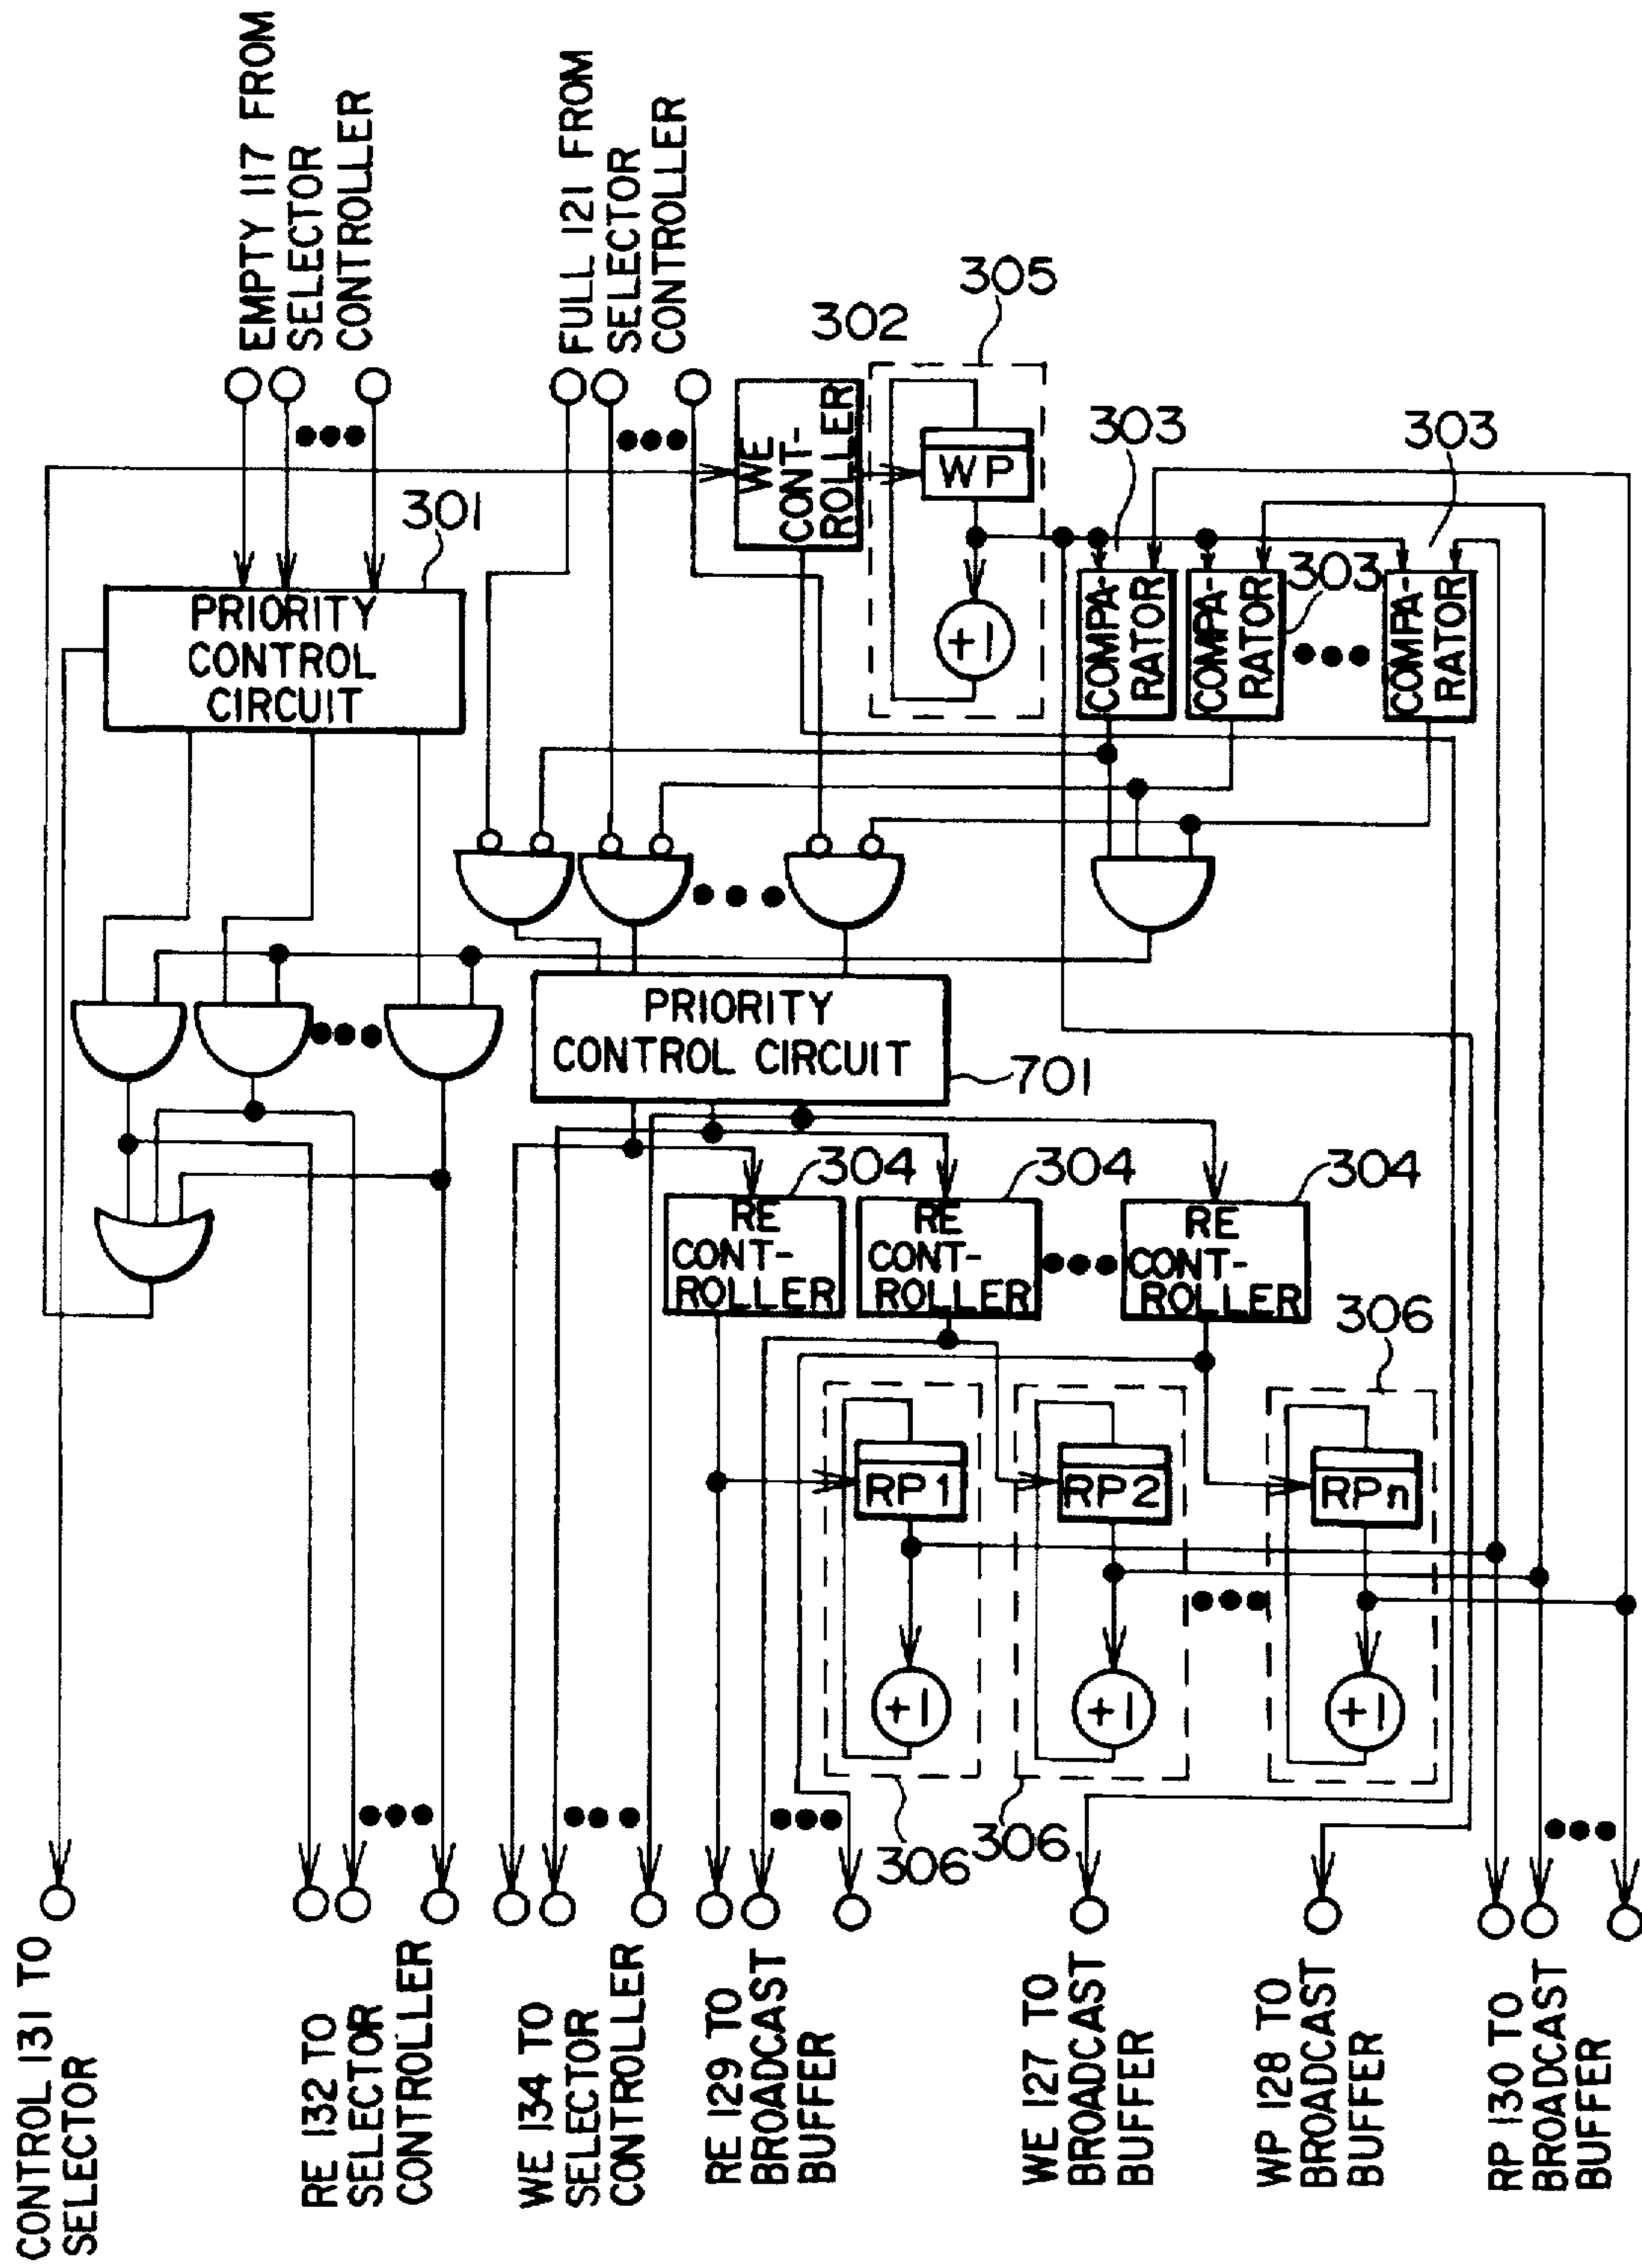 EMPTY 117 FROM
SELECTOR
CONTROLLER
FULL 121 FROM
SELECTOR
CONTROLLER
305
302
WE
CONT-
ROLLER
WP
+1
303
303
303
COMPA-
RATOR
COMPA-
RATOR
COMPA-
RATOR
301
PRIORITY
CONTROL
CIRCUIT
PRIORITY
CONTROL CIRCUIT
701
304
304
304
RE
CONT-
ROLLER
RE
CONT-
ROLLER
RE
CONT-
ROLLER
306
RP1
RP2
RPn
+1
+1
+1
306
306
CONTROL 131 TO
SELECTOR
RE 132 TO
SELECTOR
CONTROLLER
WE 134 TO
SELECTOR
CONTROLLER
RE 129 TO
BROADCAST
BUFFER
WE 127 TO
BROADCAST
BUFFER
WP 128 TO
BROADCAST
BUFFER
RP 130 TO
BROADCAST
BUFFER